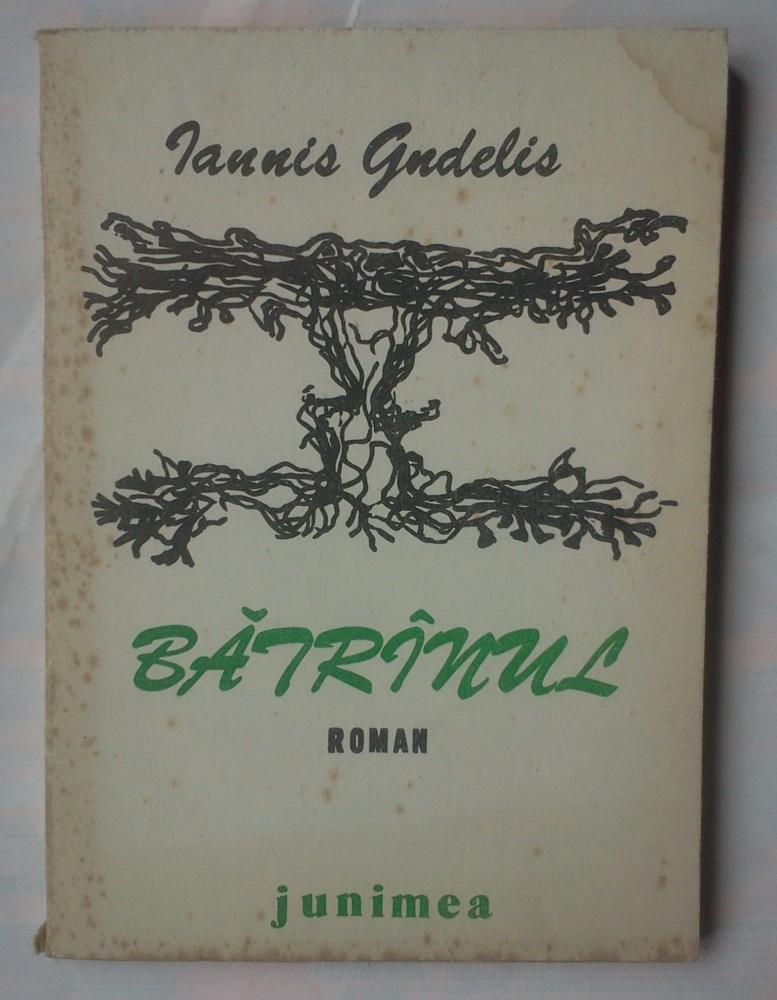 Iannis Gndelis
BĂTRÎNUL
ROMAN
junimea